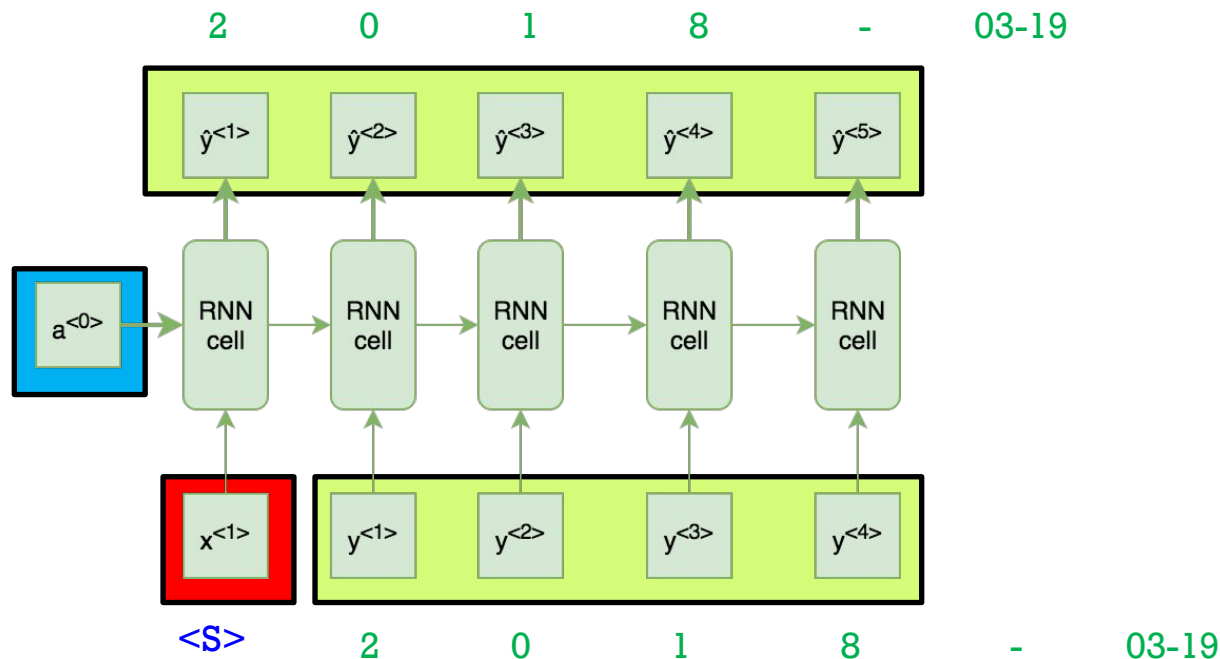 2 0 1 8 - 03-19
ŷ<1> ŷ<2> ŷ<3> ŷ<4> ŷ<5>
a<0> RNN cell RNN cell RNN cell RNN cell RNN cell
x<1> y<1> y<2> y<3> y<4>
<S> 2 0 1 8 - 03-19